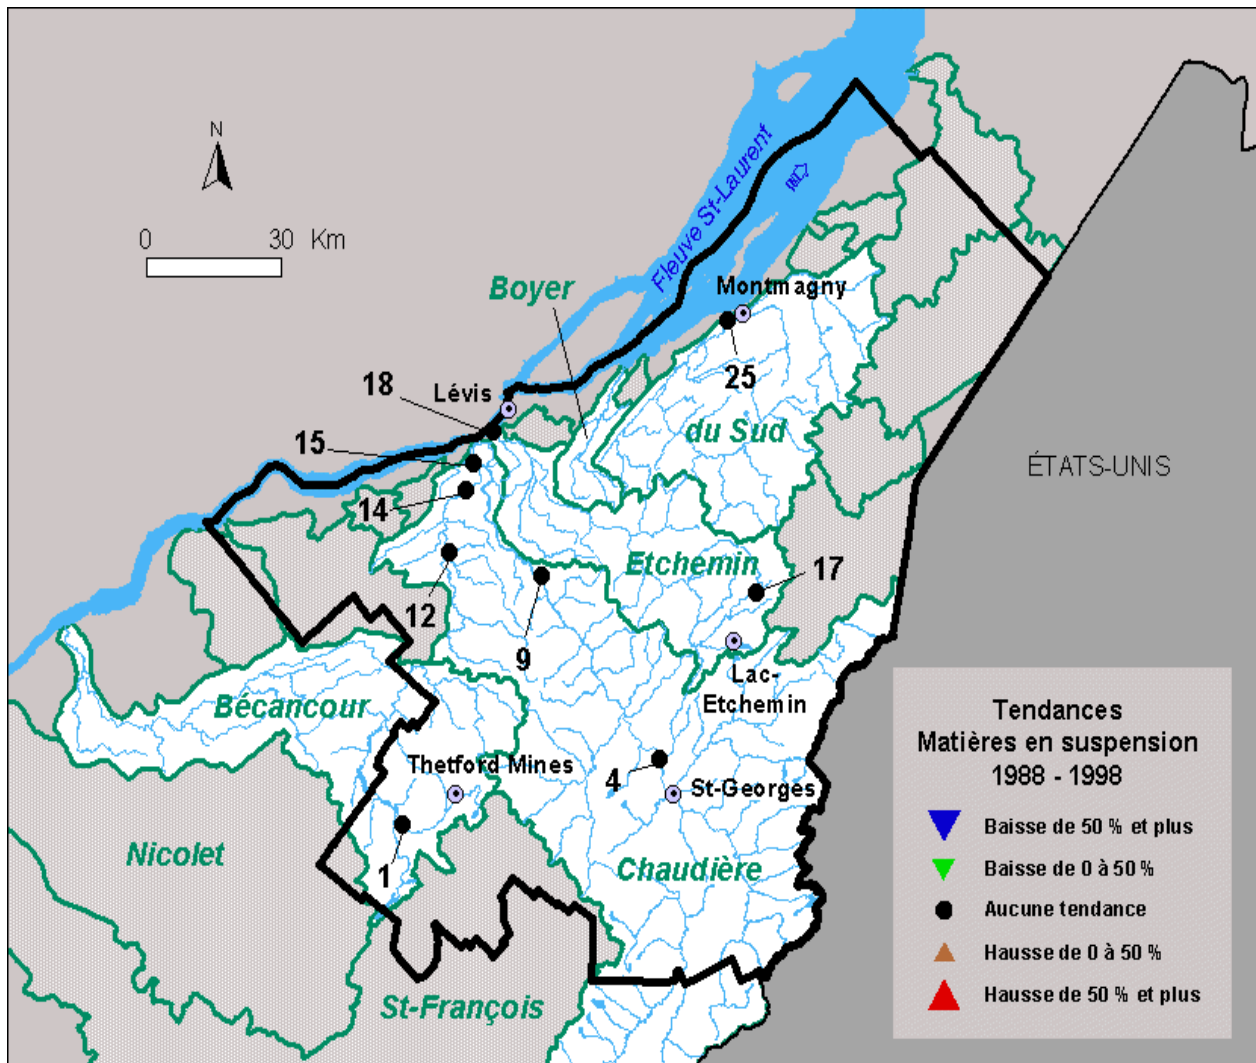 N
0 30 Km
Fleuve St-Laurent
Boyer
Montmagny
25
18
Lévis
du Sud
15
ÉTATS-UNIS
14
Etchemin
17
12
9
Lac-
Etchemin
Bécancour
Thetford Mines
4
St-Georges
Nicolet
1
Chaudière
St-François
Tendances
Matières en suspension
1988 - 1998
Baisse de 50 % et plus
Baisse de 0 à 50 %
Aucune tendance
Hausse de 0 à 50 %
Hausse de 50 % et plus